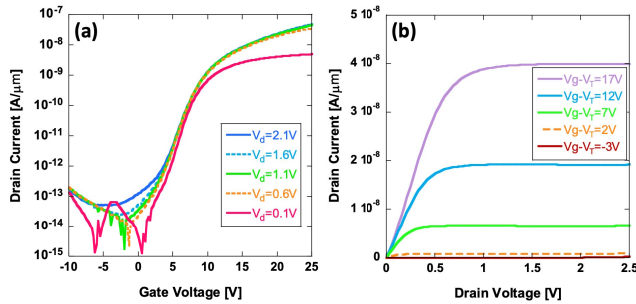 (a)
Drain Current [A/μm]
10-7
10-8
10-9
10-10
10-11
10-12
10-13
10-14
10-15
Vd=2.1V
Vd=1.6V
Vd=1.1V
Vd=0.6V
Vd=0.1V
-10 -5 0 5 10 15 20 25
Gate Voltage [V]
(b)
Drain Current [A/μm]
5 10-8
4 10-8
3 10-8
2 10-8
1 10-8
0
Vg-VT=17V
Vg-VT=12V
Vg-VT=7V
Vg-VT=2V
Vg-VT=-3V
0 0.5 1 1.5 2 2.5
Drain Voltage [V]